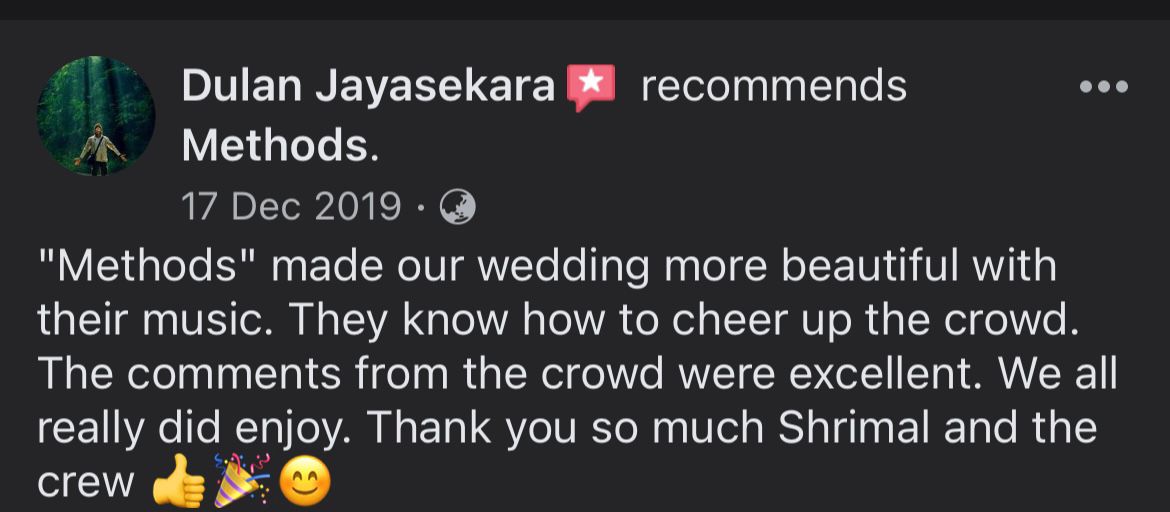 Dulan Jayasekara recommends
Methods.
17 Dec 2019 ·
"Methods" made our wedding more beautiful with
their music. They know how to cheer up the crowd.
The comments from the crowd were excellent. We all
really did enjoy. Thank you so much Shrimal and the
crew 👍🎉😊